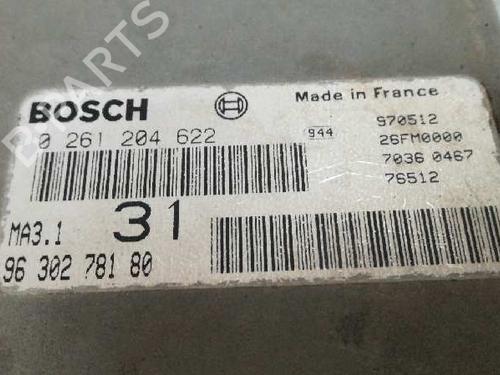 PARTS
BOSCH
Made in France
0 261 204 622
944
970512
26FM0000
7036 0467
76512
MA3.1
31
96 302 781 80